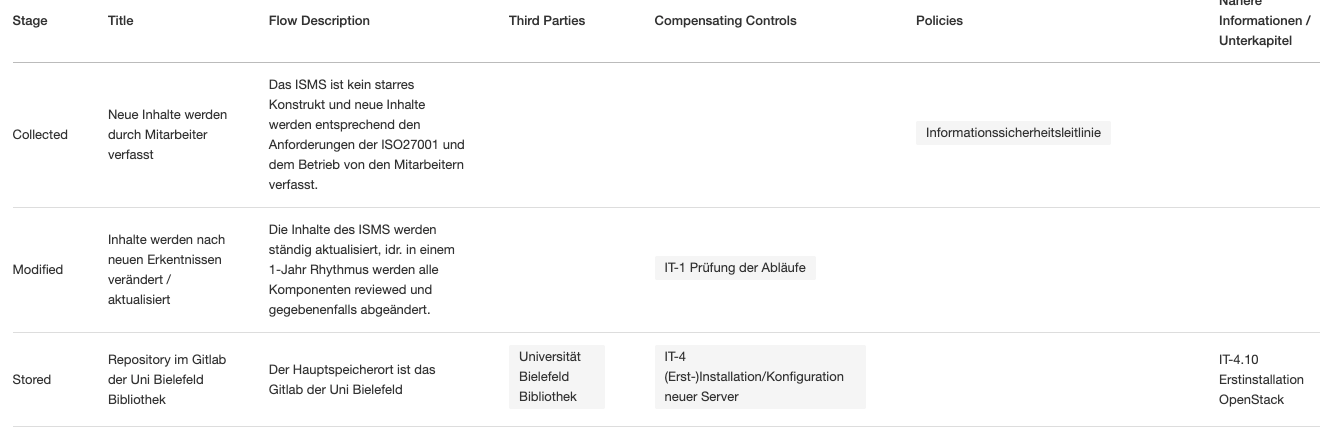 Nähere
Stage Title Flow Description Third Parties Compensating Controls Policies Informationen /
Unterkapitel
Das ISMS ist kein starres
Konstrukt und neue Inhalte
werden entsprechend den
Anforderungen der ISO27001 und
dem Betrieb von den Mitarbeitern
verfasst.
Collected
Neue Inhalte werden
durch Mitarbeiter
verfasst
Informationssicherheitsleitlinie
Modified
Inhalte werden nach
neuen Erkentnissen
verändert /
aktualisiert
Die Inhalte des ISMS werden
ständig aktualisiert, idr. in einem
1-Jahr Rhythmus werden alle
Komponenten reviewed und
gegebenenfalls abgeändert.
IT-1 Prüfung der Abläufe
Stored
Repository im Gitlab
der Uni Bielefeld
Bibliothek
Der Hauptspeicherort ist das
Gitlab der Uni Bielefeld
Universität
Bielefeld
Bibliothek
IT-4
(Erst-)Installation/Konfiguration
neuer Server
IT-4.10
Erstinstallation
OpenStack